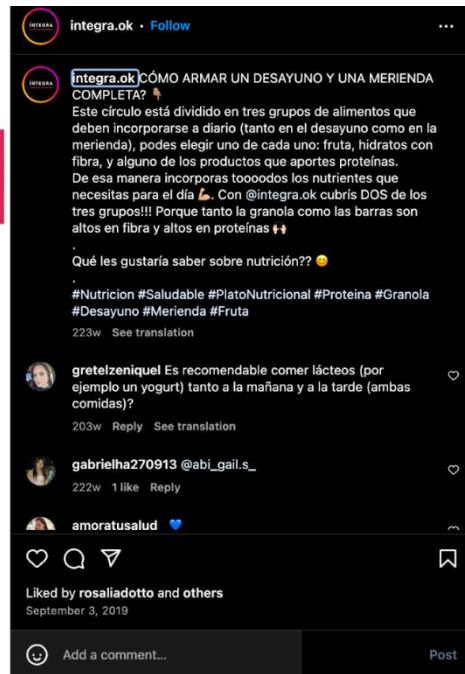 INTEGRA
integra.ok • Follow
INTEGRA
integra.ok CÓMO ARMAR UN DESAYUNO Y UNA MERIENDA
COMPLETA? 👇🏽
Este círculo está dividido en tres grupos de alimentos que
deben incorporarse a diario (tanto en el desayuno como en la
merienda), podes elegir uno de cada uno: fruta, hidratos con
fibra, y alguno de los productos que aportes proteínas.
De esa manera incorporas toooodos los nutrientes que
necesitas para el día 💪🏼. Con @integra.ok cubrís DOS de los
tres grupos!!! Porque tanto la granola como las barras son
altos en fibra y altos en proteínas 🙌🏻
.
Qué les gustaría saber sobre nutrición?? 😊
.
#Nutricion #Saludable #PlatoNutricional #Proteina #Granola
#Desayuno #Merienda #Fruta
223w See translation
gretelzeniquel Es recomendable comer lácteos (por
ejemplo un yogurt) tanto a la mañana y a la tarde (ambas
comidas)?
203w Reply See translation
gabrielha270913 @abi_gail.s_
222w 1 like Reply
amoratusalud 💙
Liked by rosaliadotto and others
September 3, 2019
Add a comment...
Post